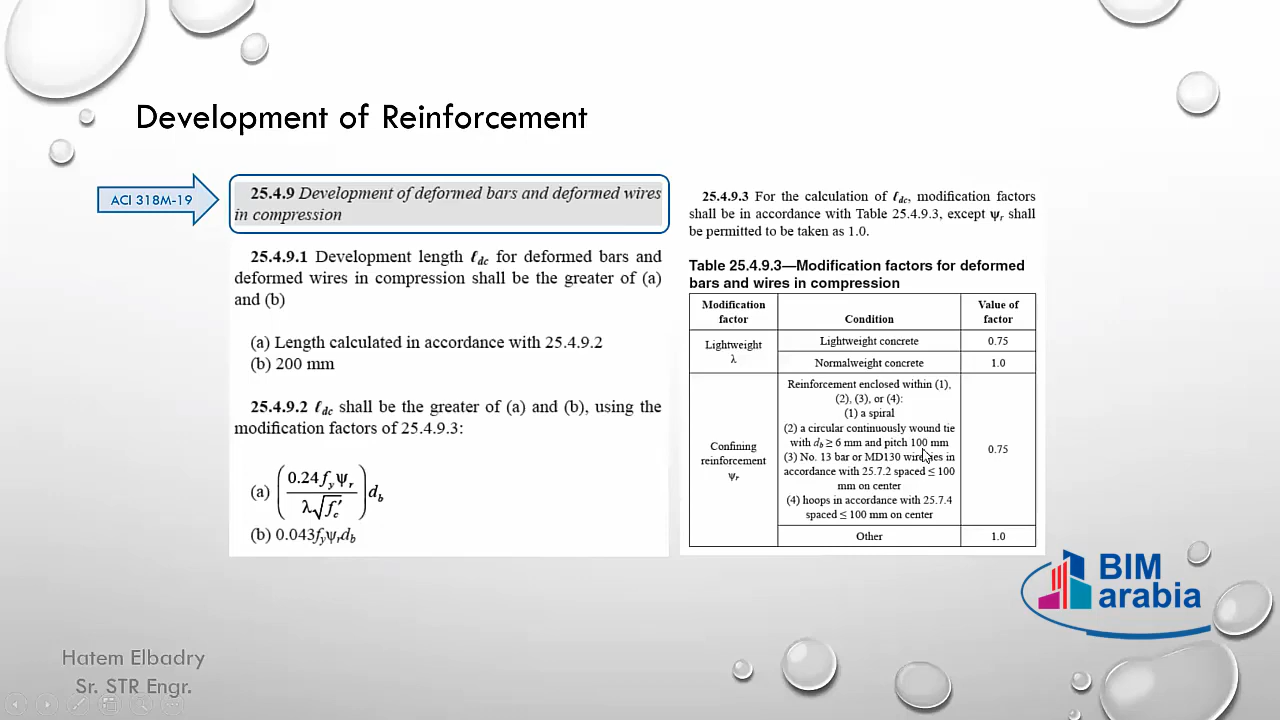 Development of Reinforcement
ACI 318M-19
25.4.9 Development of deformed bars and deformed wires
in compression
25.4.9.1 Development length ℓdc for deformed bars and
deformed wires in compression shall be the greater of (a)
and (b)
(a) Length calculated in accordance with 25.4.9.2
(b) 200 mm
25.4.9.2 ℓdc shall be the greater of (a) and (b), using the
modification factors of 25.4.9.3:
(a) (0.24fyψr / λ√f′c) db
(b) 0.043fyψrdb
25.4.9.3 For the calculation of ℓdc, modification factors
shall be in accordance with Table 25.4.9.3, except ψr shall
be permitted to be taken as 1.0.
Table 25.4.9.3—Modification factors for deformed
bars and wires in compression
Modification
factor
Condition
Value of
factor
Lightweight
λ
Lightweight concrete
0.75
Normalweight concrete
1.0
Confining
reinforcement
ψr
Reinforcement enclosed within (1),
(2), (3), or (4):
(1) a spiral
(2) a circular continuously wound tie
with db ≥ 6 mm and pitch 100 mm
(3) No. 13 bar or MD130 wire ties in
accordance with 25.7.2 spaced ≤ 100
mm on center
(4) hoops in accordance with 25.7.4
spaced ≤ 100 mm on center
0.75
Other
1.0
BIM
arabia
Hatem Elbadry
Sr. STR Engr.